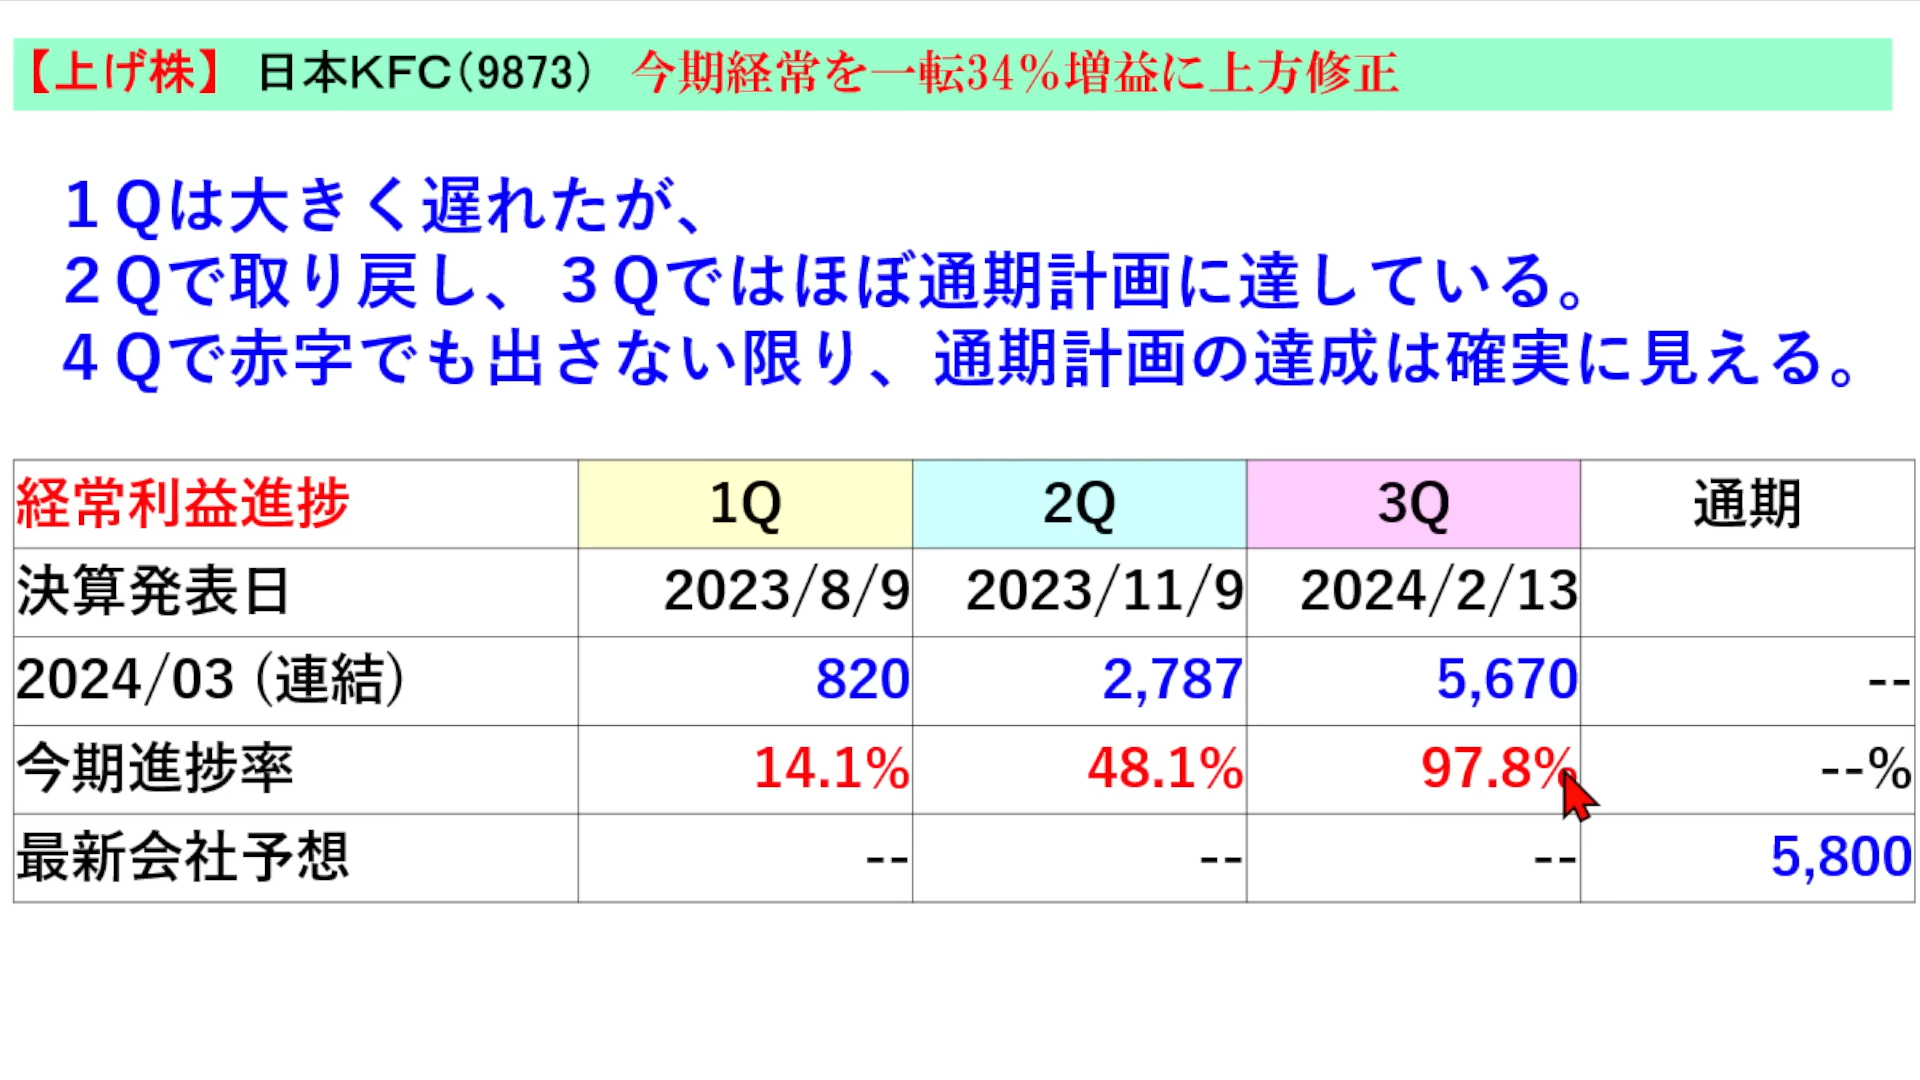 【上げ株】 日本KFC(9873) 今期経常を一転34%増益に上方修正
１Qは大きく遅れたが、
２Qで取り戻し、３Qではほぼ通期計画に達している。
４Qで赤字でも出さない限り、通期計画の達成は確実に見える。
経常利益進捗 1Q 2Q 3Q 通期
決算発表日 2023/8/9 2023/11/9 2024/2/13
2024/03 (連結) 820 2,787 5,670 --
今期進捗率 14.1% 48.1% 97.8% --%
最新会社予想 -- -- -- 5,800